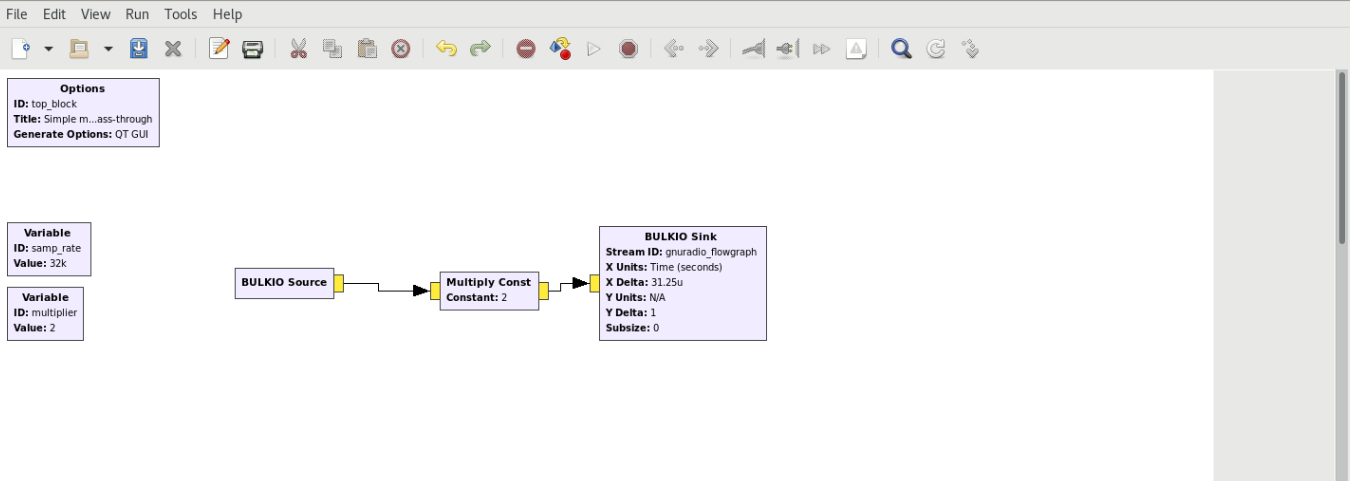 File Edit View Run Tools Help
Options
ID: top_block
Title: Simple m...ass-through
Generate Options: QT GUI
Variable
ID: samp_rate
Value: 32k
Variable
ID: multiplier
Value: 2
BULKIO Source
Multiply Const
Constant: 2
BULKIO Sink
Stream ID: gnuradio_flowgraph
X Units: Time (seconds)
X Delta: 31.25u
Y Units: N/A
Y Delta: 1
Subsize: 0